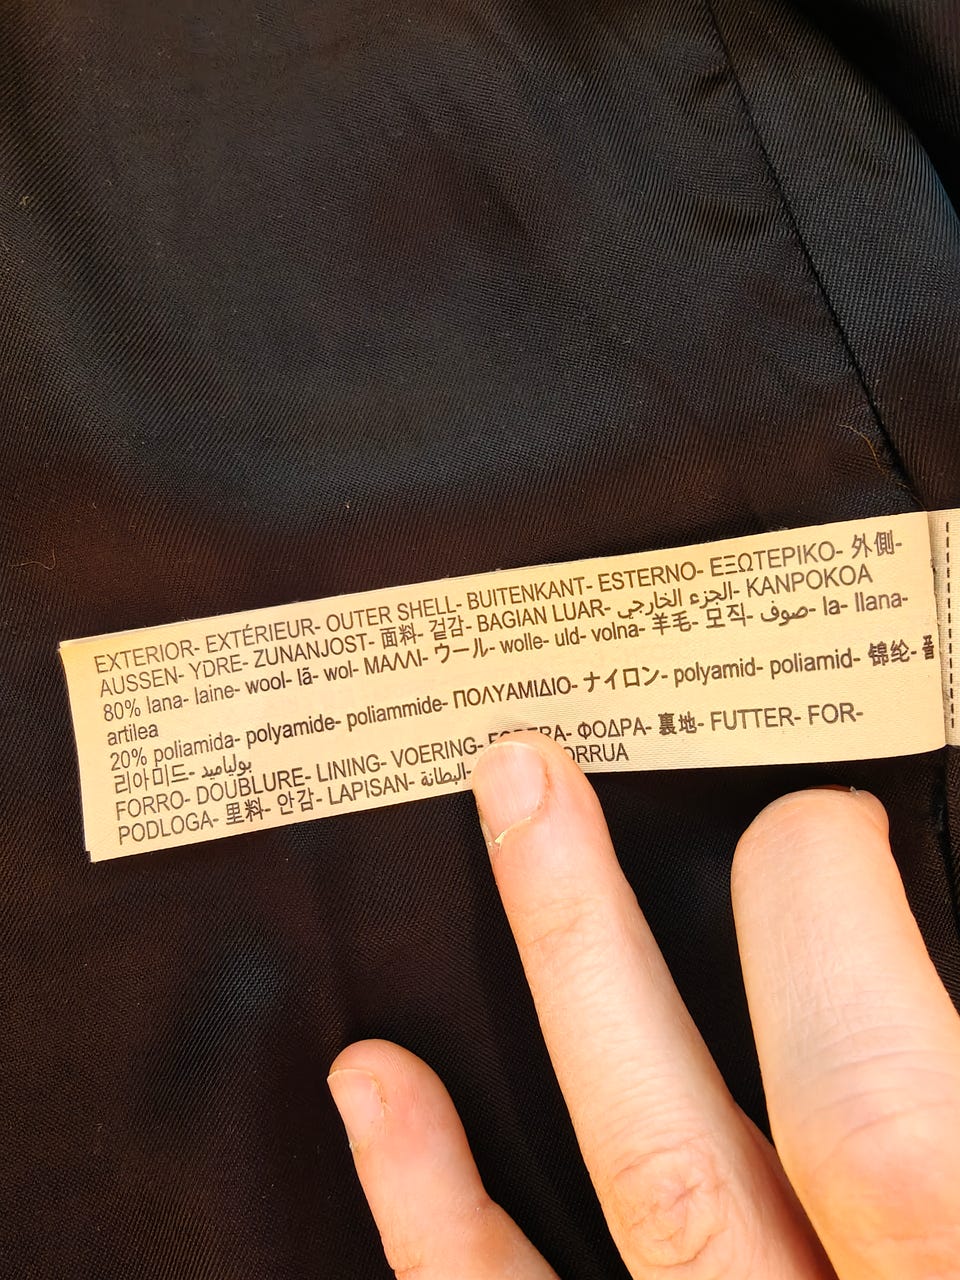 EXTERIOR- EXTÉRIEUR- OUTER SHELL- BUITENKANT- ESTERNO- ΕΞΩΤΕΡΙΚΟ- 外側-
AUSSEN- YDRE- ZUNANJOST- 面料- 겉감- BAGIAN LUAR- الجزء الخارجي- KANPOKOA
80% lana- laine- wool- lã- wol- ΜΑΛΛΙ- ウール- wolle- uld- volna- 羊毛- 모직- صوف- la- llana-
artilea
20% poliamida- polyamide- poliammide- ΠΟΛΥΑΜΙΔΙΟ- ナイロン- polyamid- poliamid- 锦纶-
리아미드- بولياميد
FORRO- DOUBLURE- LINING- VOERING- ΦΟΔΡΑ- 裏地- FUTTER- FOR-
PODLOGA- 里料- 안감- LAPISAN- البطانة-